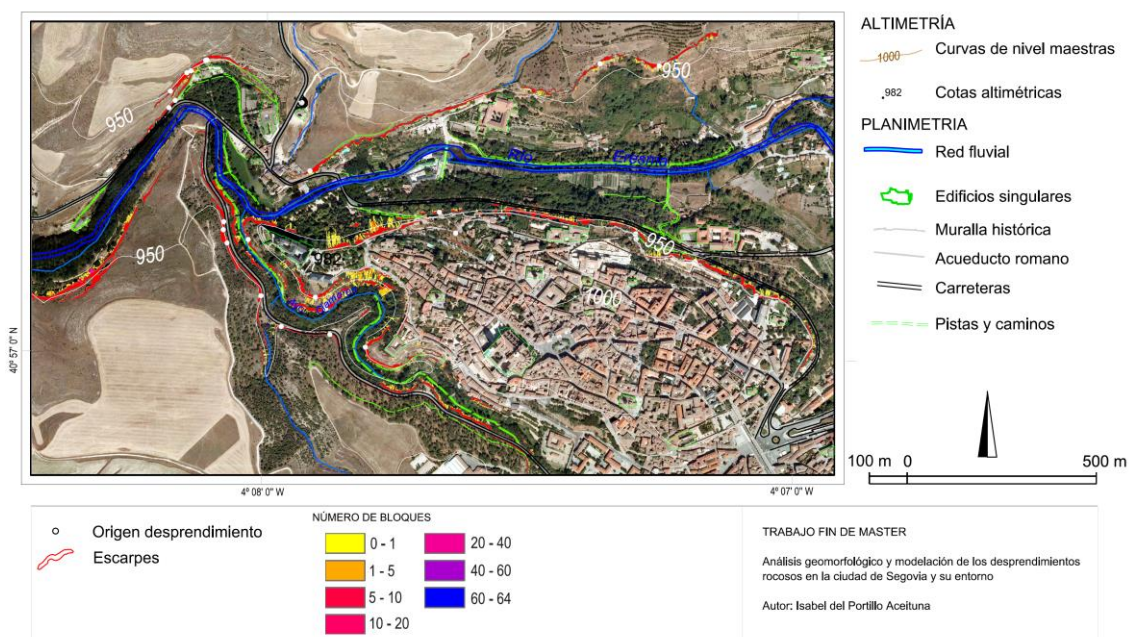 950
950
950
950
982
1000
Río Eresma
40º 57' 0" N
4º 08' 0" W
4º 07' 0" W
ALTIMETRÍA
1000 Curvas de nivel maestras
.982 Cotas altimétricas
PLANIMETRIA
Red fluvial
Edificios singulares
Muralla histórica
Acueducto romano
Carreteras
Pistas y caminos
100 m 0 500 m
Origen desprendimiento
Escarpes
NÚMERO DE BLOQUES
0 - 1
1 - 5
5 - 10
10 - 20
20 - 40
40 - 60
60 - 64
TRABAJO FIN DE MASTER
Análisis geomorfológico y modelación de los desprendimientos
rocosos en la ciudad de Segovia y su entorno
Autor: Isabel del Portillo Aceituna